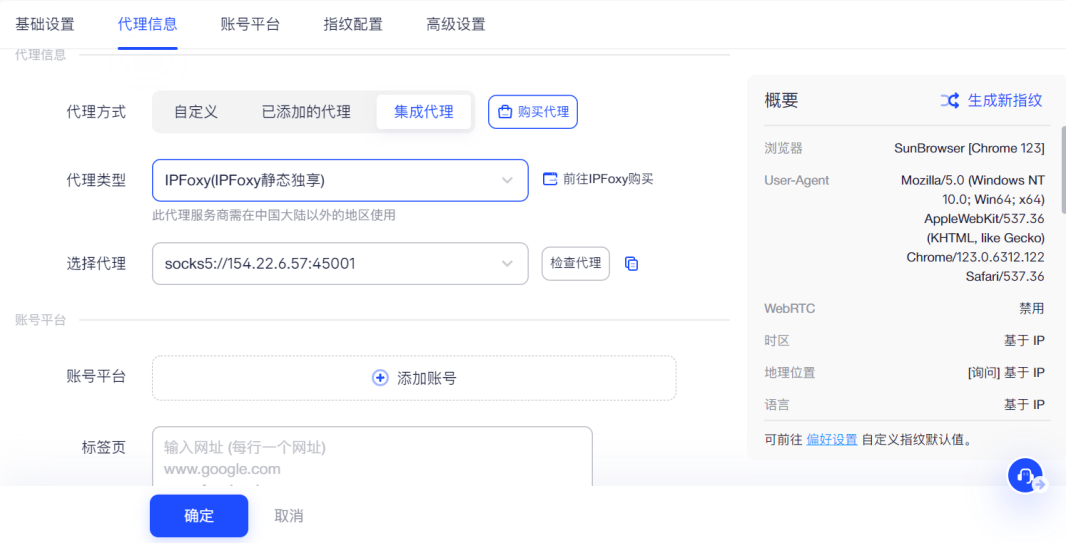 基础设置 代理信息 账号平台 指纹配置 高级设置
代理信息
代理方式 自定义 已添加的代理 集成代理 购买代理
代理类型 IPFoxy(IPFoxy静态独享) 前往IPFoxy购买
此代理服务商需在中国大陆以外的地区使用
选择代理 socks5://154.22.6.57:45001 检查代理
账号平台
账号平台 添加账号
标签页 输入网址 (每行一个网址)
www.google.com
确定 取消
概要 生成新指纹
浏览器 SunBrowser [Chrome 123]
User-Agent Mozilla/5.0 (Windows NT
10.0; Win64; x64)
AppleWebKit/537.36
(KHTML, like Gecko)
Chrome/123.0.6312.122
Safari/537.36
WebRTC 禁用
时区 基于 IP
地理位置 [询问] 基于 IP
语言 基于 IP
可前往 偏好设置 自定义指纹默认值。